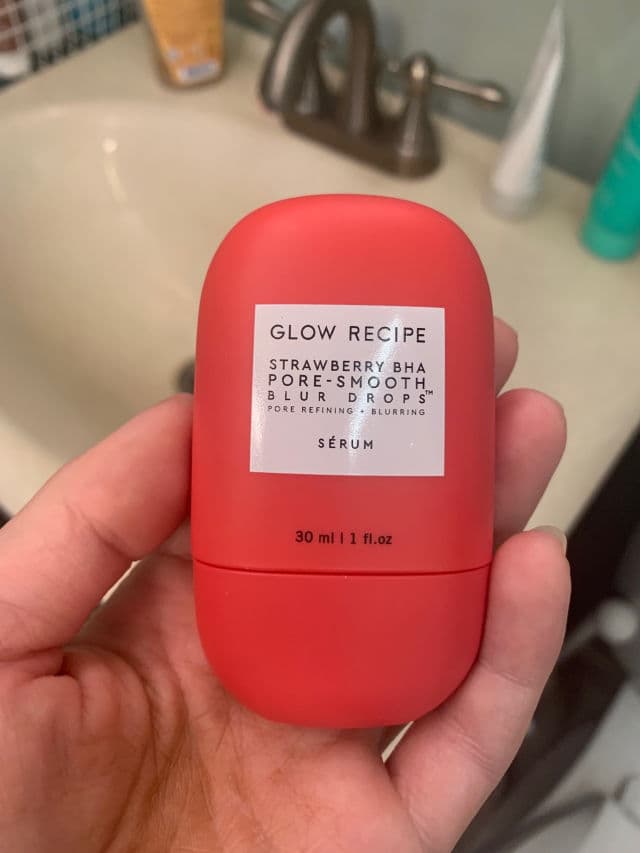 GLOW RECIPE
STRAWBERRY BHA
PORE-SMOOTH
BLUR DROPS™
PORE REFINING + BLURRING
SÉRUM
30 ml | 1 fl.oz